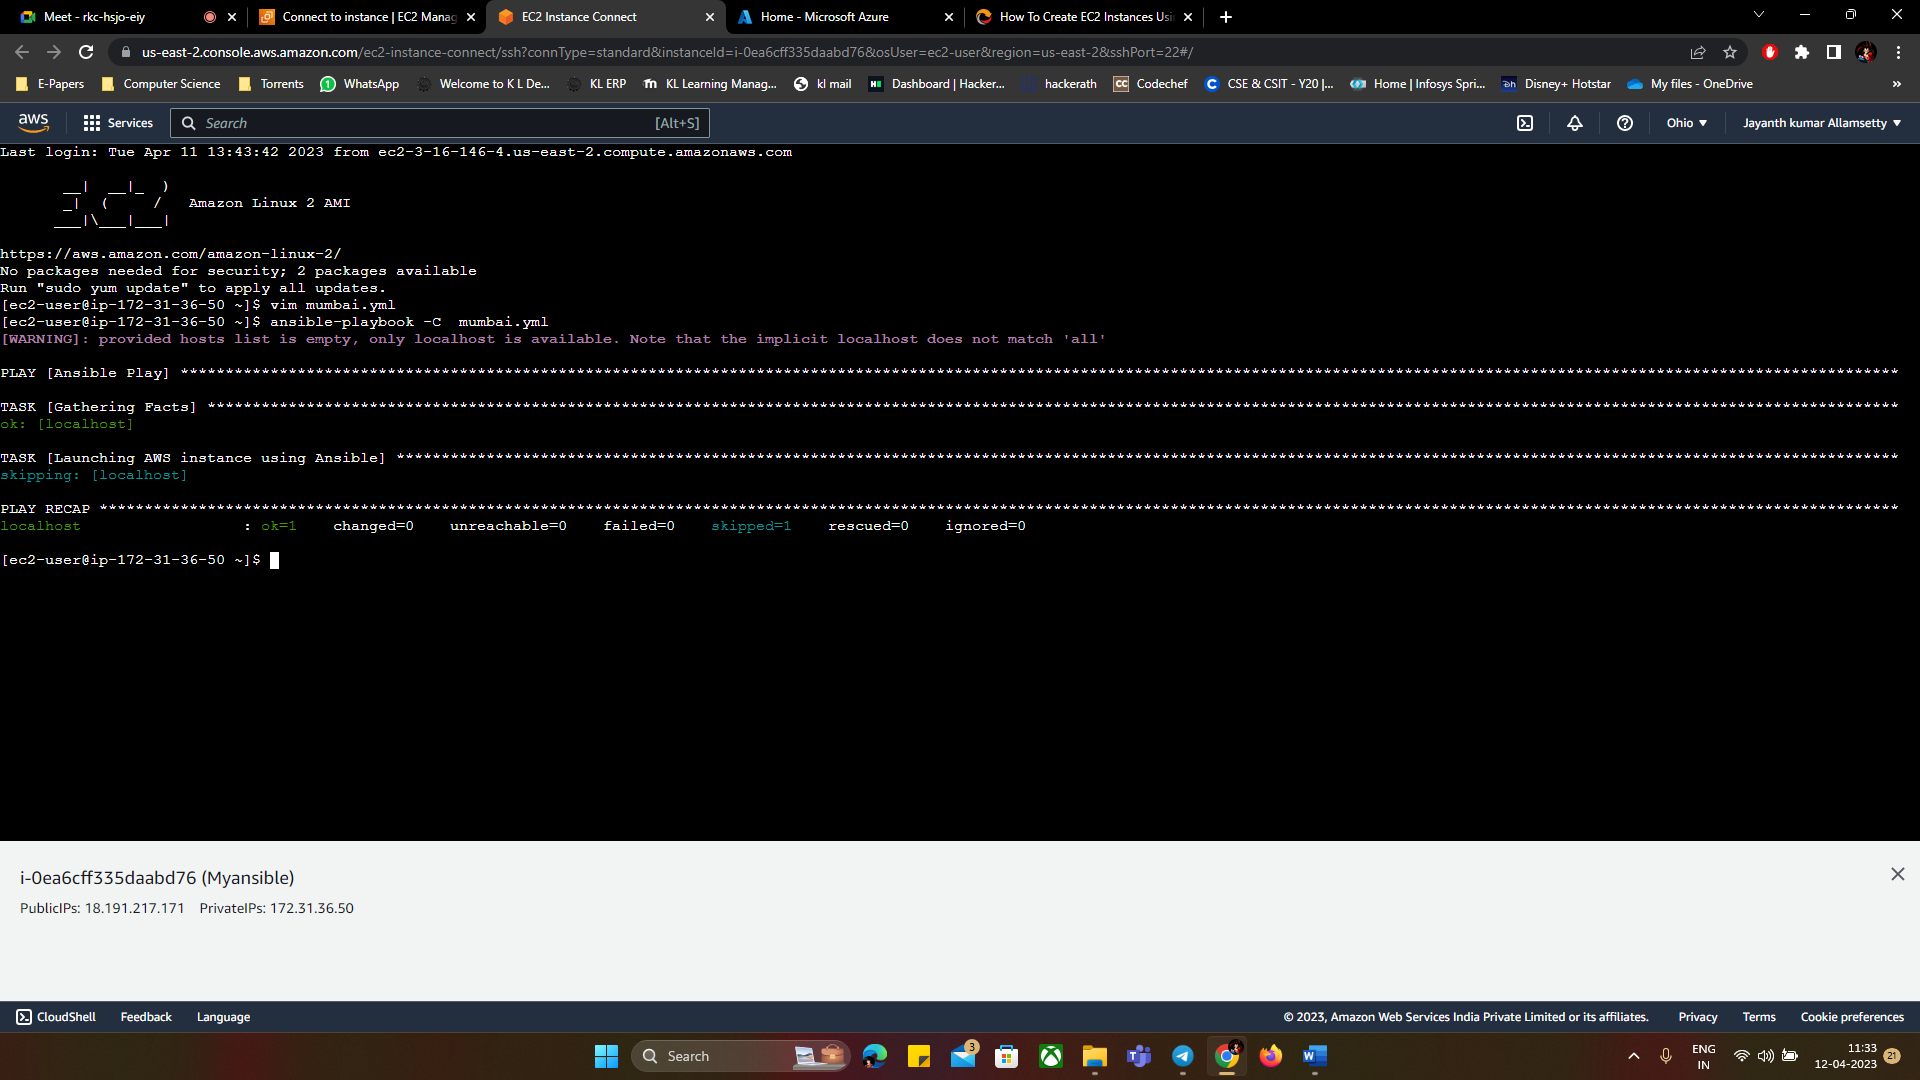 Meet - rkc-hsjo-eiy
Connect to instance | EC2 Manag
EC2 Instance Connect
Home - Microsoft Azure
How To Create EC2 Instances Usi
us-east-2.console.aws.amazon.com/ec2-instance-connect/ssh?connType=standard&instanceId=i-0ea6cff335daabd76&osUser=ec2-user&region=us-east-2&sshPort=22#/
E-Papers
Computer Science
Torrents
WhatsApp
Welcome to K L De...
KL ERP
KL Learning Manag...
kl mail
Dashboard | Hacker...
hackerath
CC Codechef
CSE & CSIT - Y20 |...
Home | Infosys Spri...
Disney+ Hotstar
My files - OneDrive
»
aws
Services
Search [Alt+S]
Ohio
Jayanth kumar Allamsetty
Last login: Tue Apr 11 13:43:42 2023 from ec2-3-16-146-4.us-east-2.compute.amazonaws.com
__|  __|_  )
_|  (     /   Amazon Linux 2 AMI
___|\___|___|
https://aws.amazon.com/amazon-linux-2/
No packages needed for security; 2 packages available
Run "sudo yum update" to apply all updates.
[ec2-user@ip-172-31-36-50 ~]$ vim mumbai.yml
[ec2-user@ip-172-31-36-50 ~]$ ansible-playbook -C  mumbai.yml
[WARNING]: provided hosts list is empty, only localhost is available. Note that the implicit localhost does not match 'all'
PLAY [Ansible Play] ****************************************
TASK [Gathering Facts] ****************************************
ok: [localhost]
TASK [Launching AWS instance using Ansible] ****************************************
skipping: [localhost]
PLAY RECAP ****************************************
localhost : ok=1 changed=0 unreachable=0 failed=0 skipped=1 rescued=0 ignored=0
[ec2-user@ip-172-31-36-50 ~]$
i-0ea6cff335daabd76 (Myansible)
PublicIPs: 18.191.217.171 PrivateIPs: 172.31.36.50
CloudShell Feedback Language
© 2023, Amazon Web Services India Private Limited or its affiliates. Privacy Terms Cookie preferences
Search
3
ENG
IN
11:33
12-04-2023
21